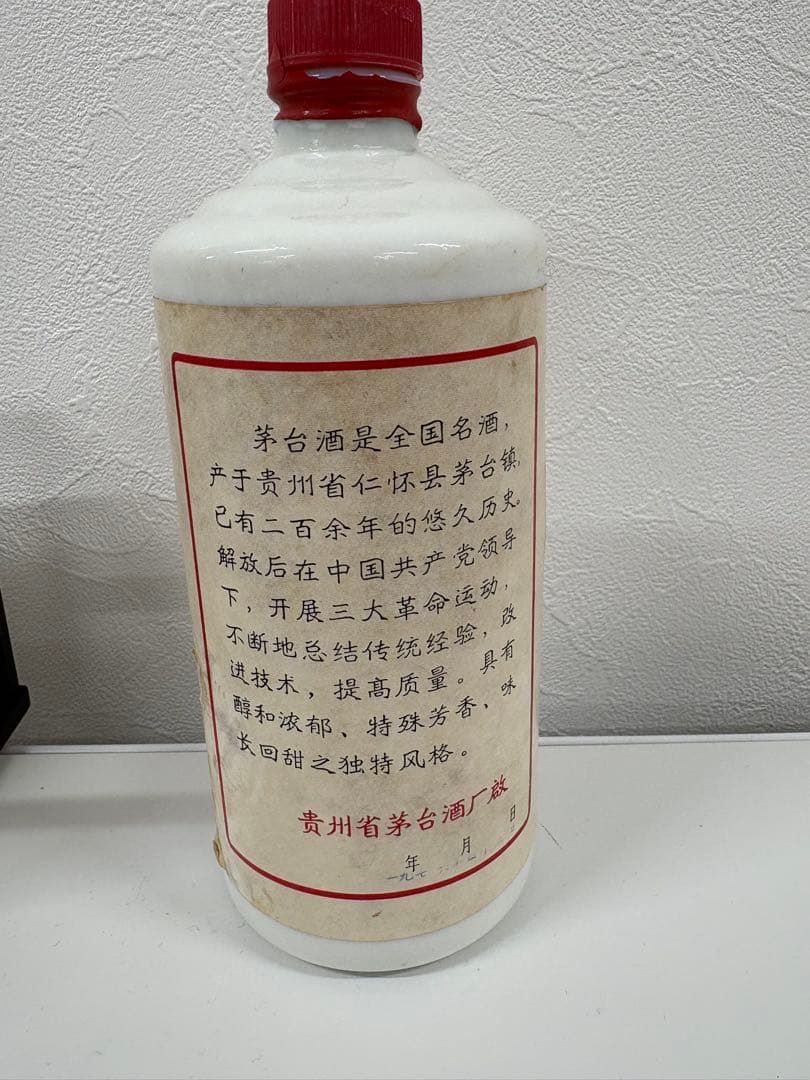 茅台酒是全国名酒，
产于贵州省仁怀县茅台镇，
已有二百余年的悠久历史。
解放后在中国共产党领导
下，开展三大革命运动，
不断地总结传统经验，改
进技术，提高质量。具有
醇和浓郁、特殊芳香、味
长回甜之独特风格。
贵州省茅台酒厂启
年 月 日
一九七